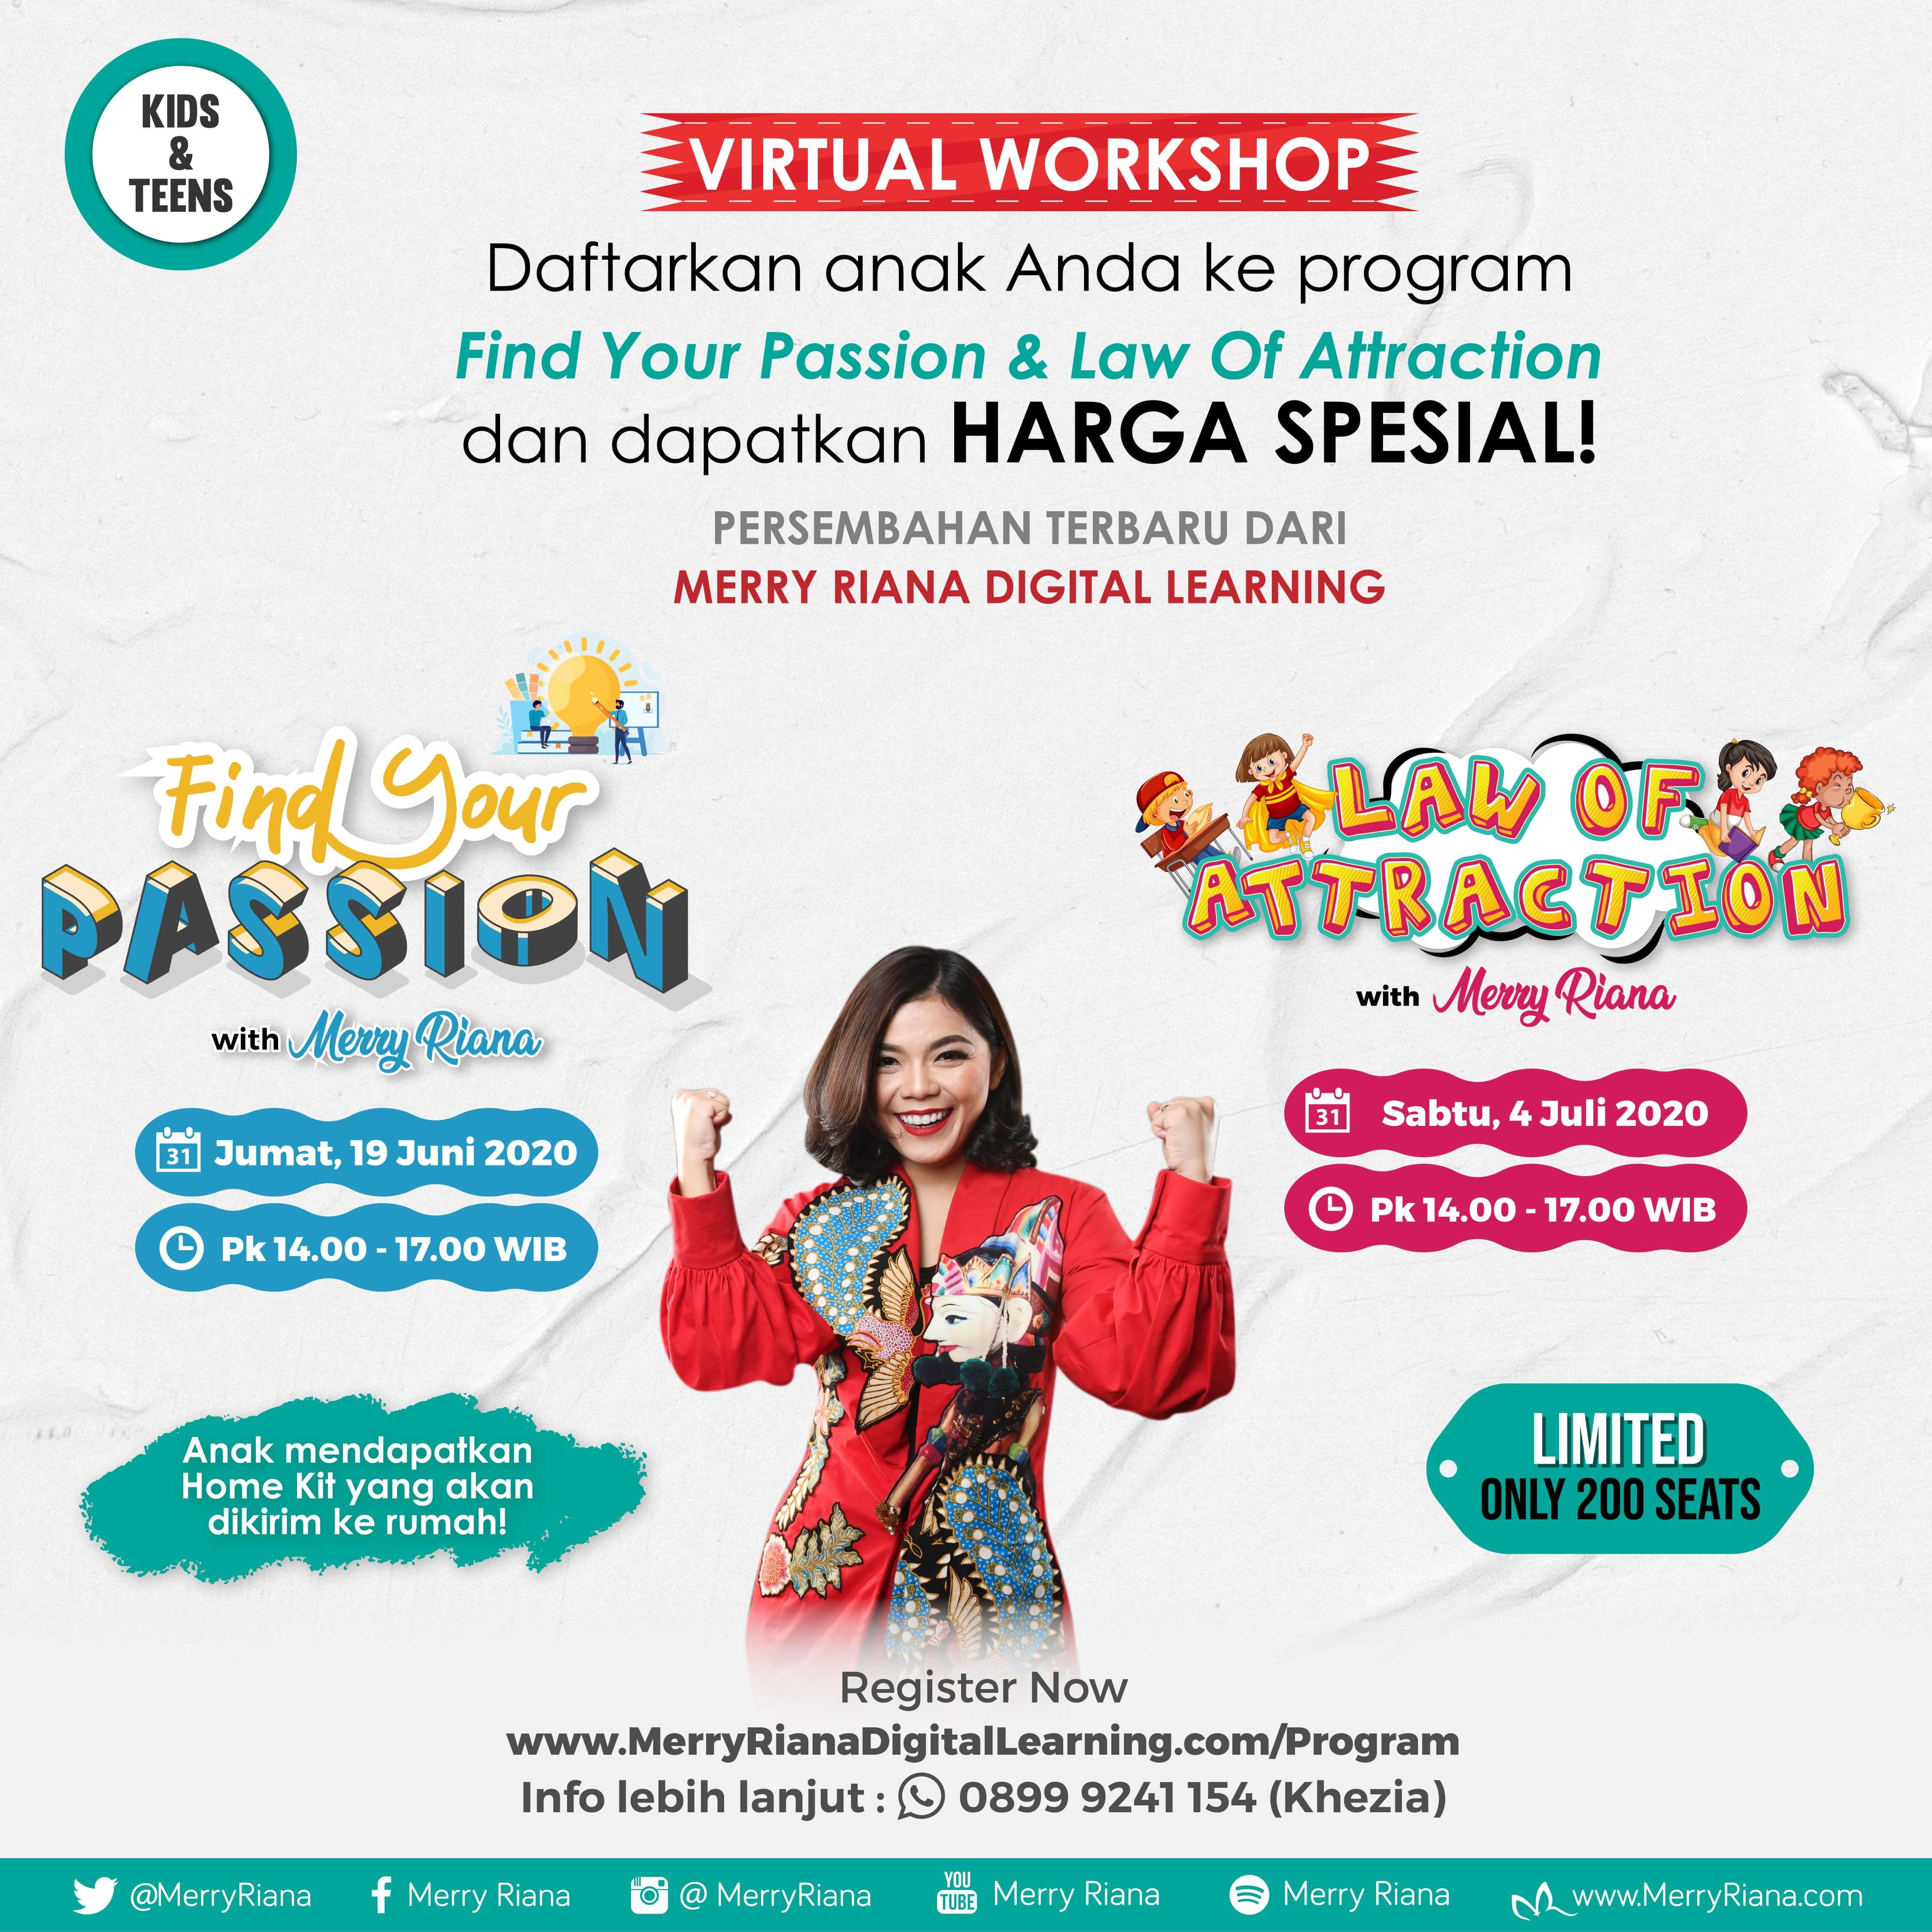 KIDS
&
TEENS
VIRTUAL WORKSHOP
Daftarkan anak Anda ke program
Find Your Passion & Law Of Attraction
dan dapatkan HARGA SPESIAL!
PERSEMBAHAN TERBARU DARI
MERRY RIANA DIGITAL LEARNING
Find Your
PASSION
with Merry Riana
31 Jumat, 19 Juni 2020
Pk 14.00 - 17.00 WIB
LAW OF
ATTRACTION
with Merry Riana
31 Sabtu, 4 Juli 2020
Pk 14.00 - 17.00 WIB
Anak mendapatkan
Home Kit yang akan
dikirim ke rumah!
LIMITED
ONLY 200 SEATS
Register Now
www.MerryRianaDigitalLearning.com/Program
Info lebih lanjut : 0899 9241 154 (Khezia)
@MerryRiana Merry Riana @ MerryRiana YOU TUBE Merry Riana Merry Riana www.MerryRiana.com